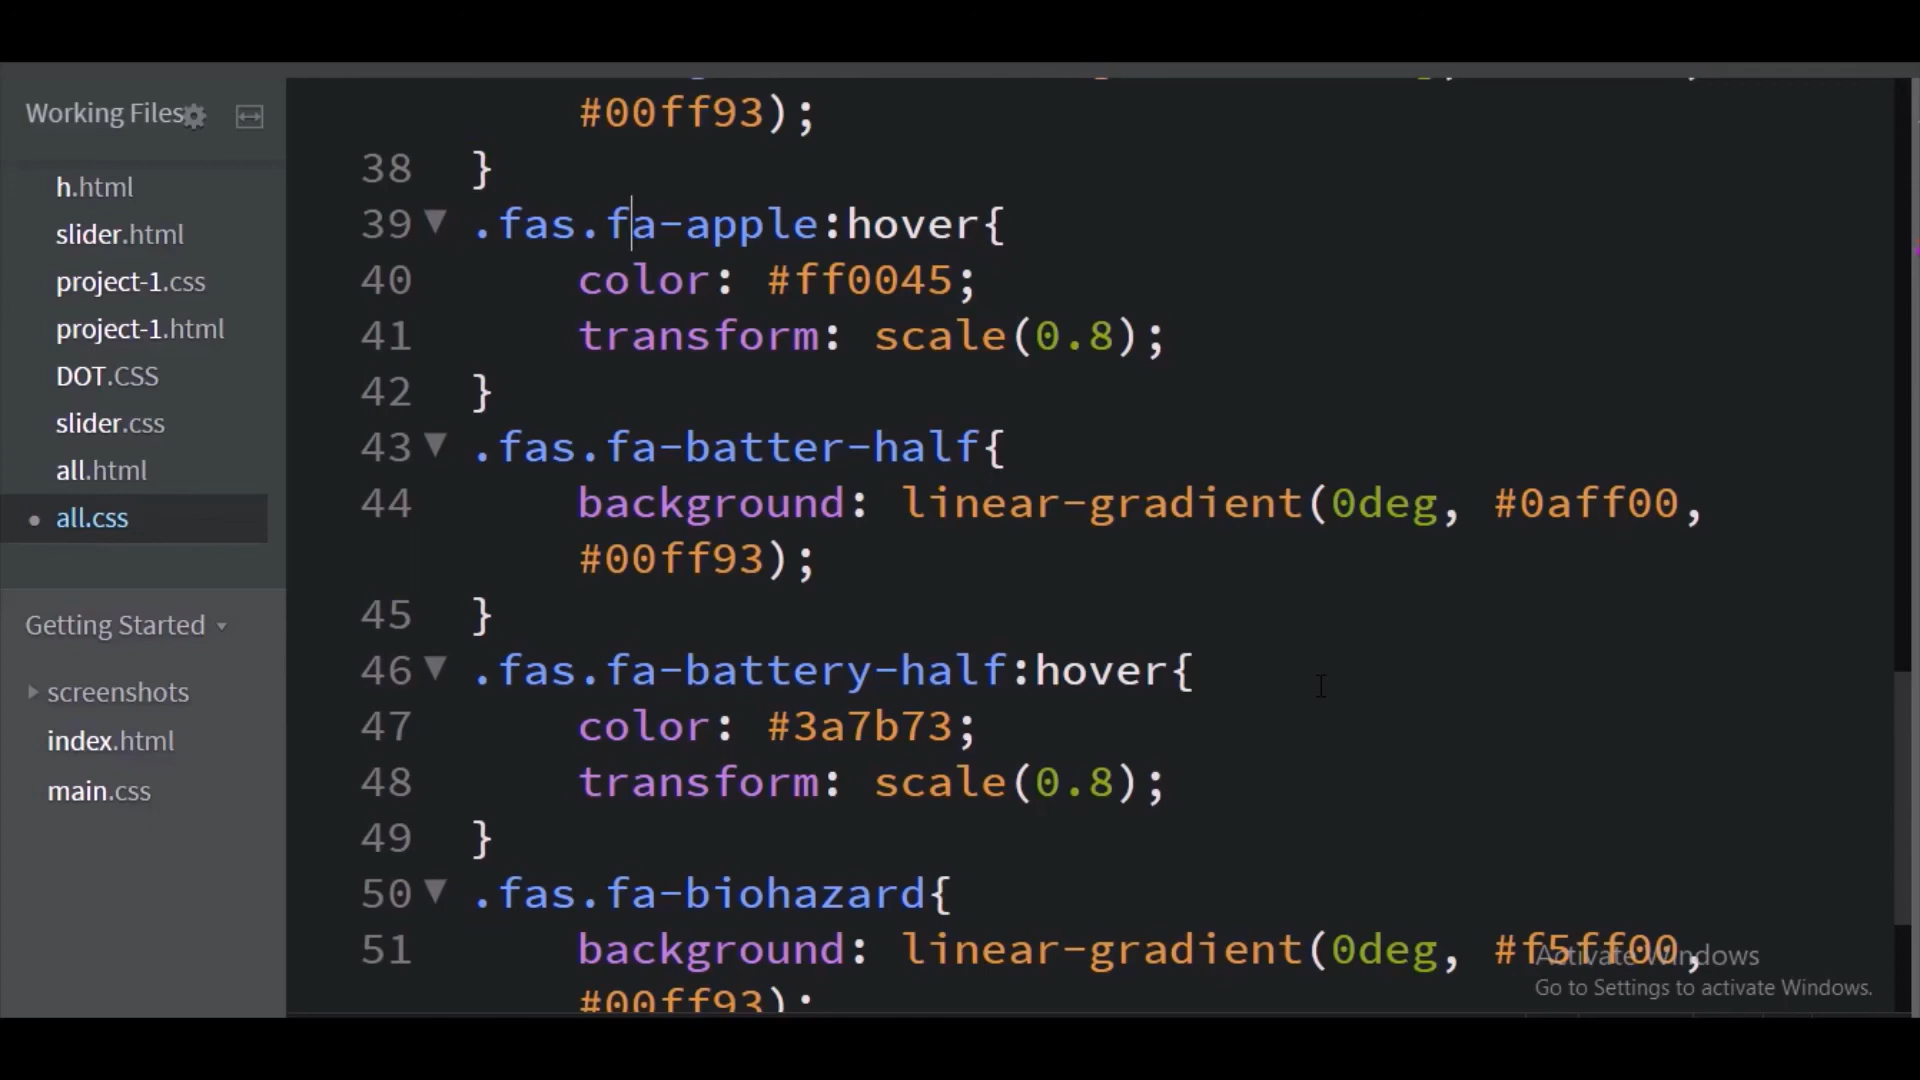 Working Files
h.html
slider.html
project-1.css
project-1.html
DOT.CSS
slider.css
all.html
all.css
Getting Started
screenshots
index.html
main.css
#00ff93);
38 }
39 .fas.fa-apple:hover{
40 color: #ff0045;
41 transform: scale(0.8);
42 }
43 .fas.fa-batter-half{
44 background: linear-gradient(0deg, #0aff00,
#00ff93);
45 }
46 .fas.fa-battery-half:hover{
47 color: #3a7b73;
48 transform: scale(0.8);
49 }
50 .fas.fa-biohazard{
51 background: linear-gradient(0deg, #f5ff00,
#00ff93);
Activate Windows
Go to Settings to activate Windows.